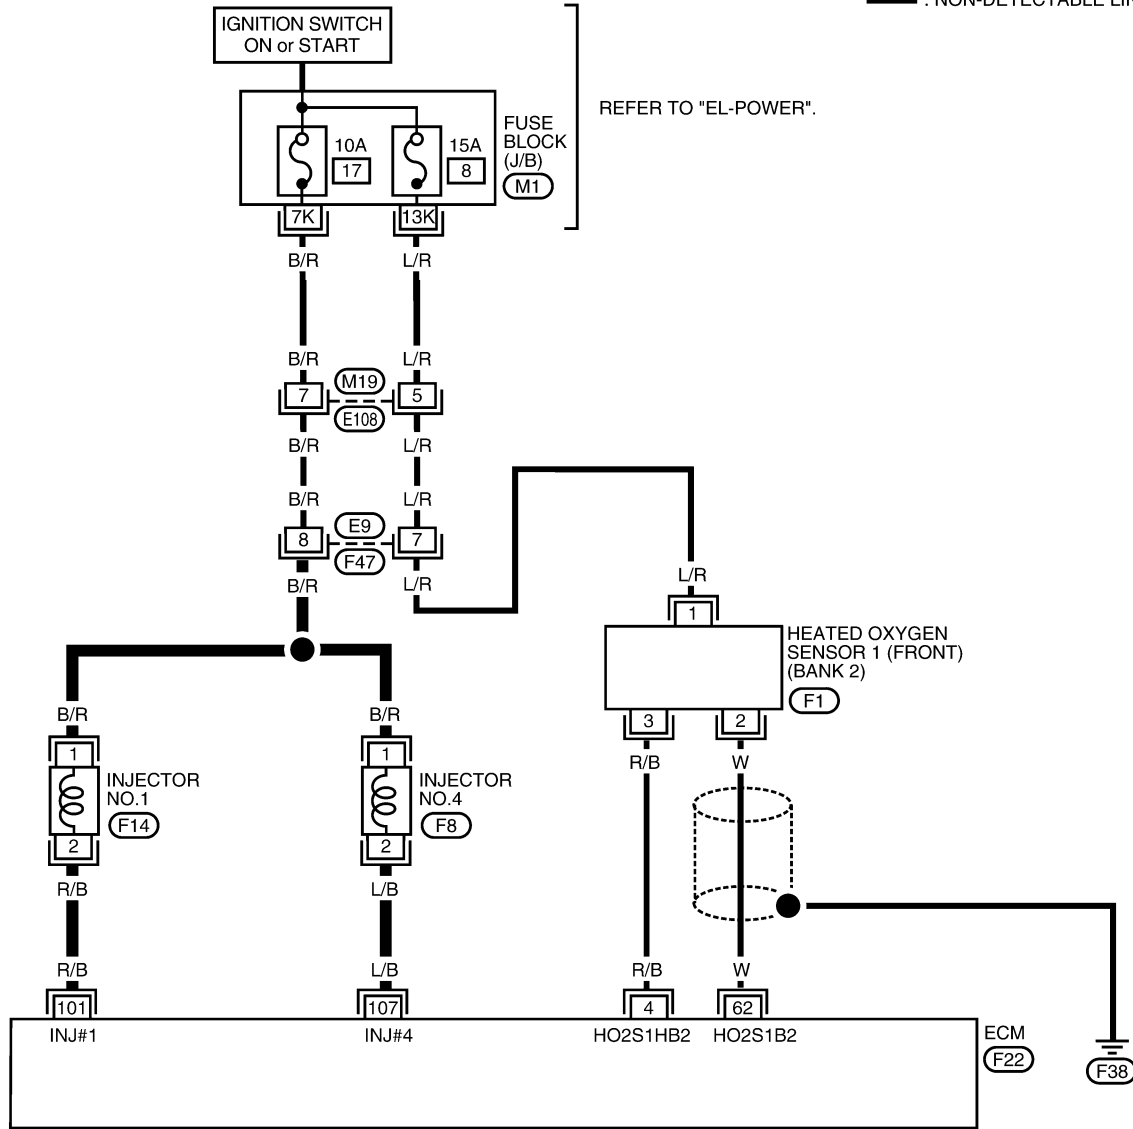 : NON-DETECTABLE LIN
IGNITION SWITCH
ON or START
REFER TO "EL-POWER".
FUSE
BLOCK
(J/B)
M1
10A
17
15A
8
7K
13K
B/R
L/R
B/R
L/R
7
M19
E108
5
B/R
L/R
B/R
L/R
8
E9
F47
7
B/R
L/R
L/R
1
HEATED OXYGEN
SENSOR 1 (FRONT)
(BANK 2)
F1
3
2
B/R
B/R
R/B
W
1
1
INJECTOR
NO.1
F14
INJECTOR
NO.4
F8
2
2
R/B
L/B
R/B
L/B
R/B
W
101
107
4
62
INJ#1
INJ#4
HO2S1HB2
HO2S1B2
ECM
F22
F38